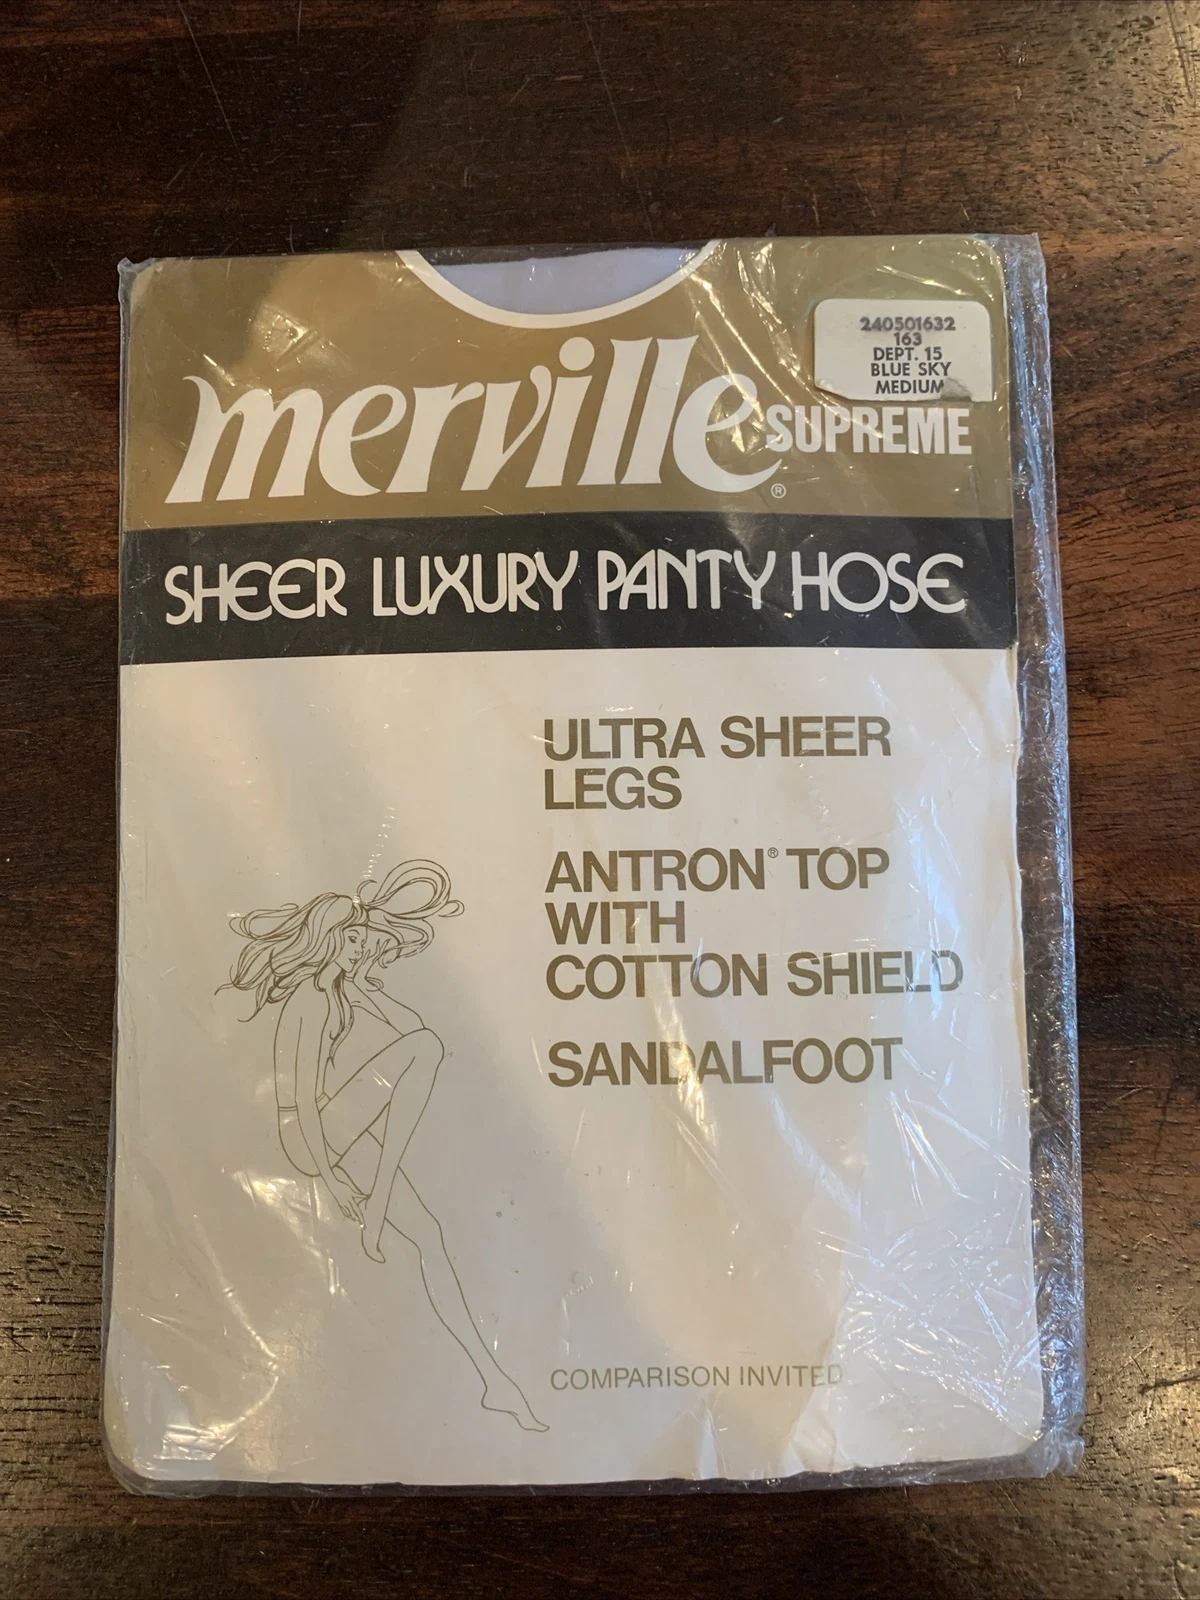 240501632
163
DEPT. 15
BLUE SKY
MEDIUM
merville SUPREME
®
SHEER LUXURY PANTY HOSE
ULTRA SHEER
LEGS
ANTRON® TOP
WITH
COTTON SHIELD
SANDALFOOT
COMPARISON INVITED